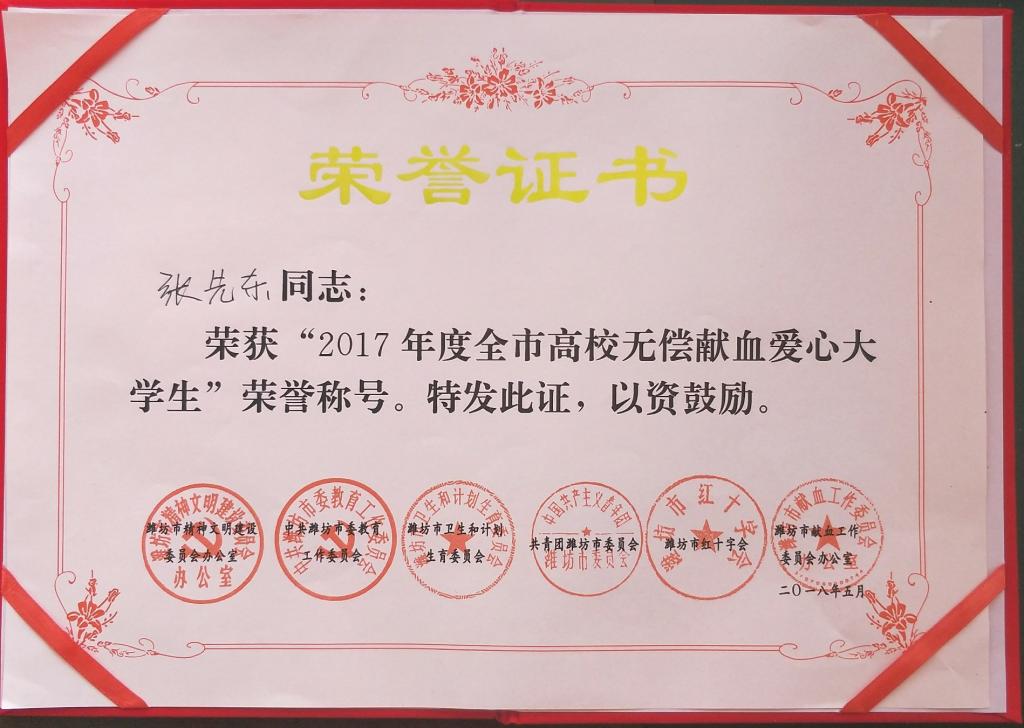 荣誉证书
张先东同志：
荣获“2017年度全市高校无偿献血爱心大
学生”荣誉称号。特发此证，以资鼓励。
潍坊市精神文明建设
委员会办公室
中共潍坊市委教育
工作委员会
潍坊市卫生和计划
生育委员会
共青团潍坊市委员会
潍坊市红十字会
潍坊市献血工作
委员会办公室
二〇一八年五月